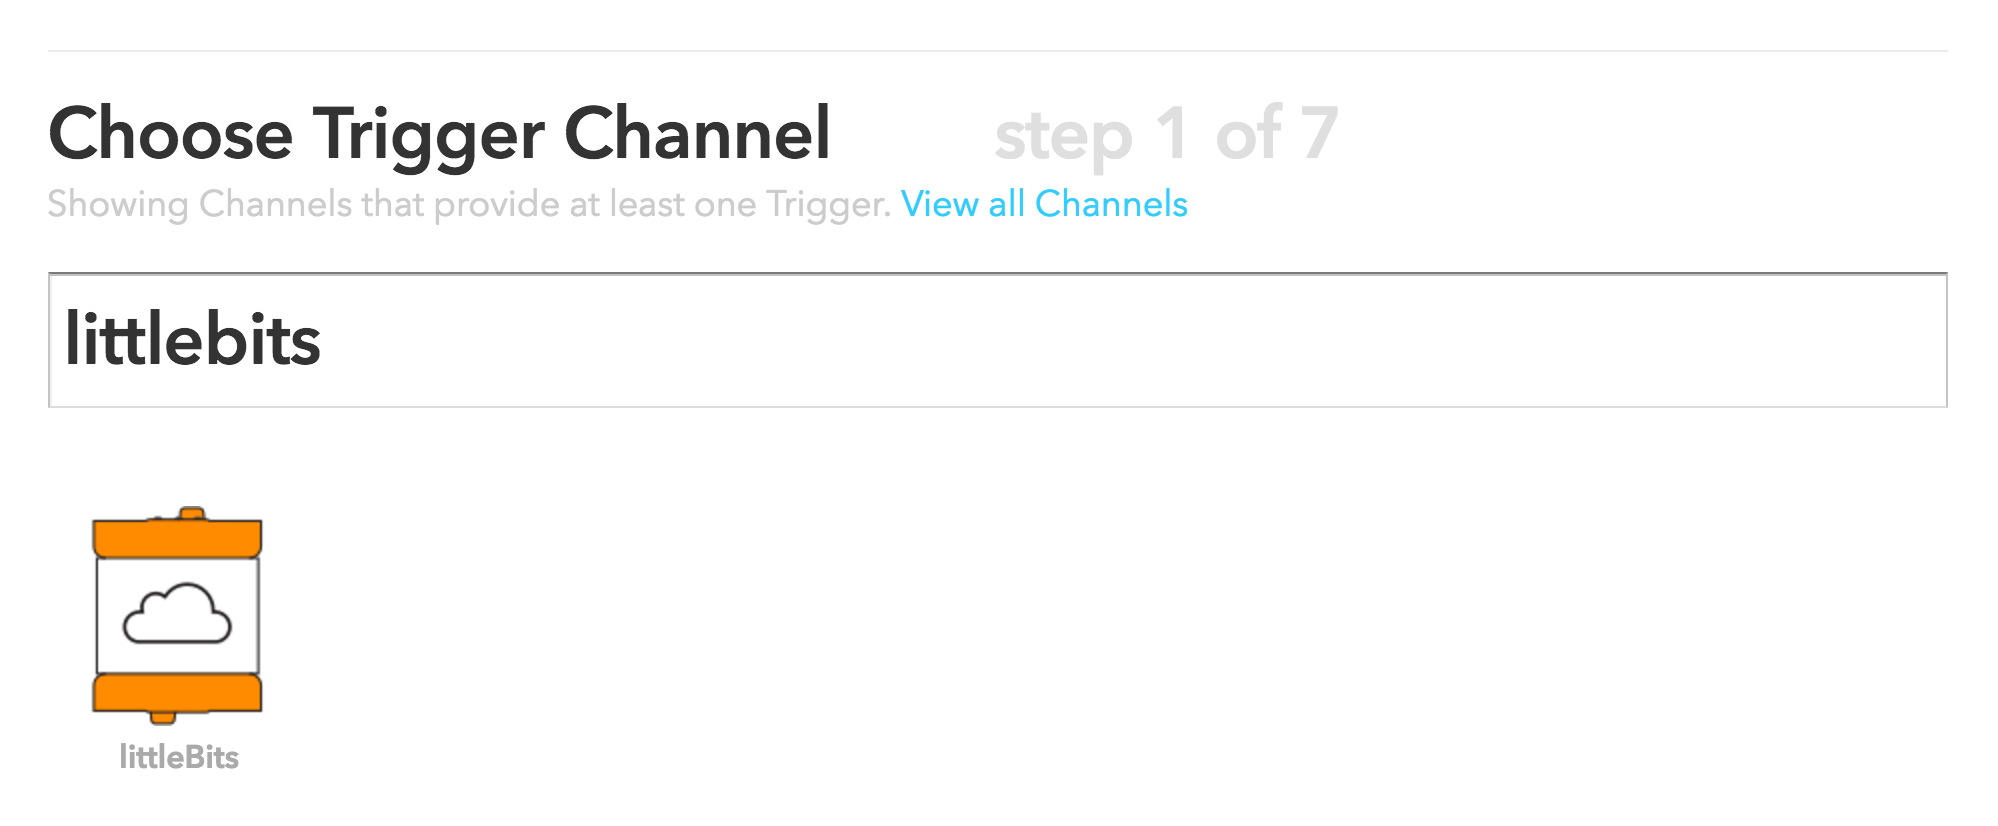 Choose Trigger Channel step 1 of 7
Showing Channels that provide at least one Trigger. View all Channels
littlebits
littleBits